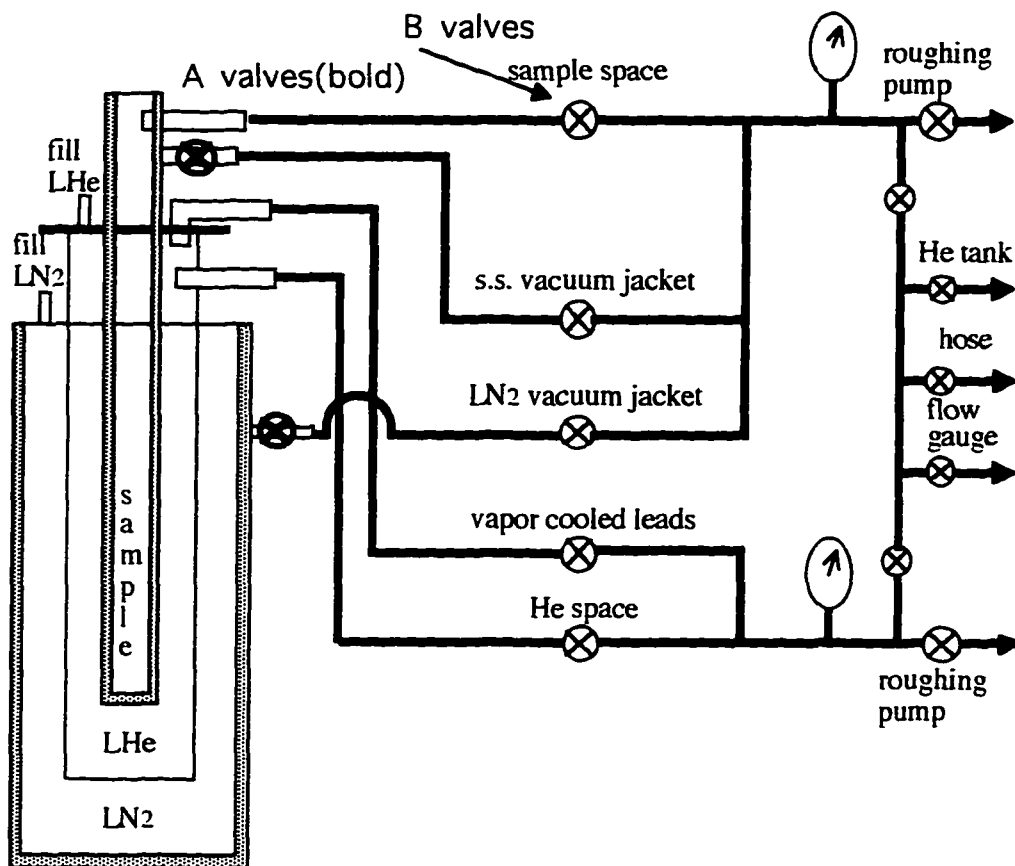 B valves
A valves(bold)
sample space
roughing
pump
fill
LHe
fill
LN2
He tank
s.s. vacuum jacket
hose
LN2 vacuum jacket
flow
gauge
sample
vapor cooled leads
He space
roughing
pump
LHe
LN2